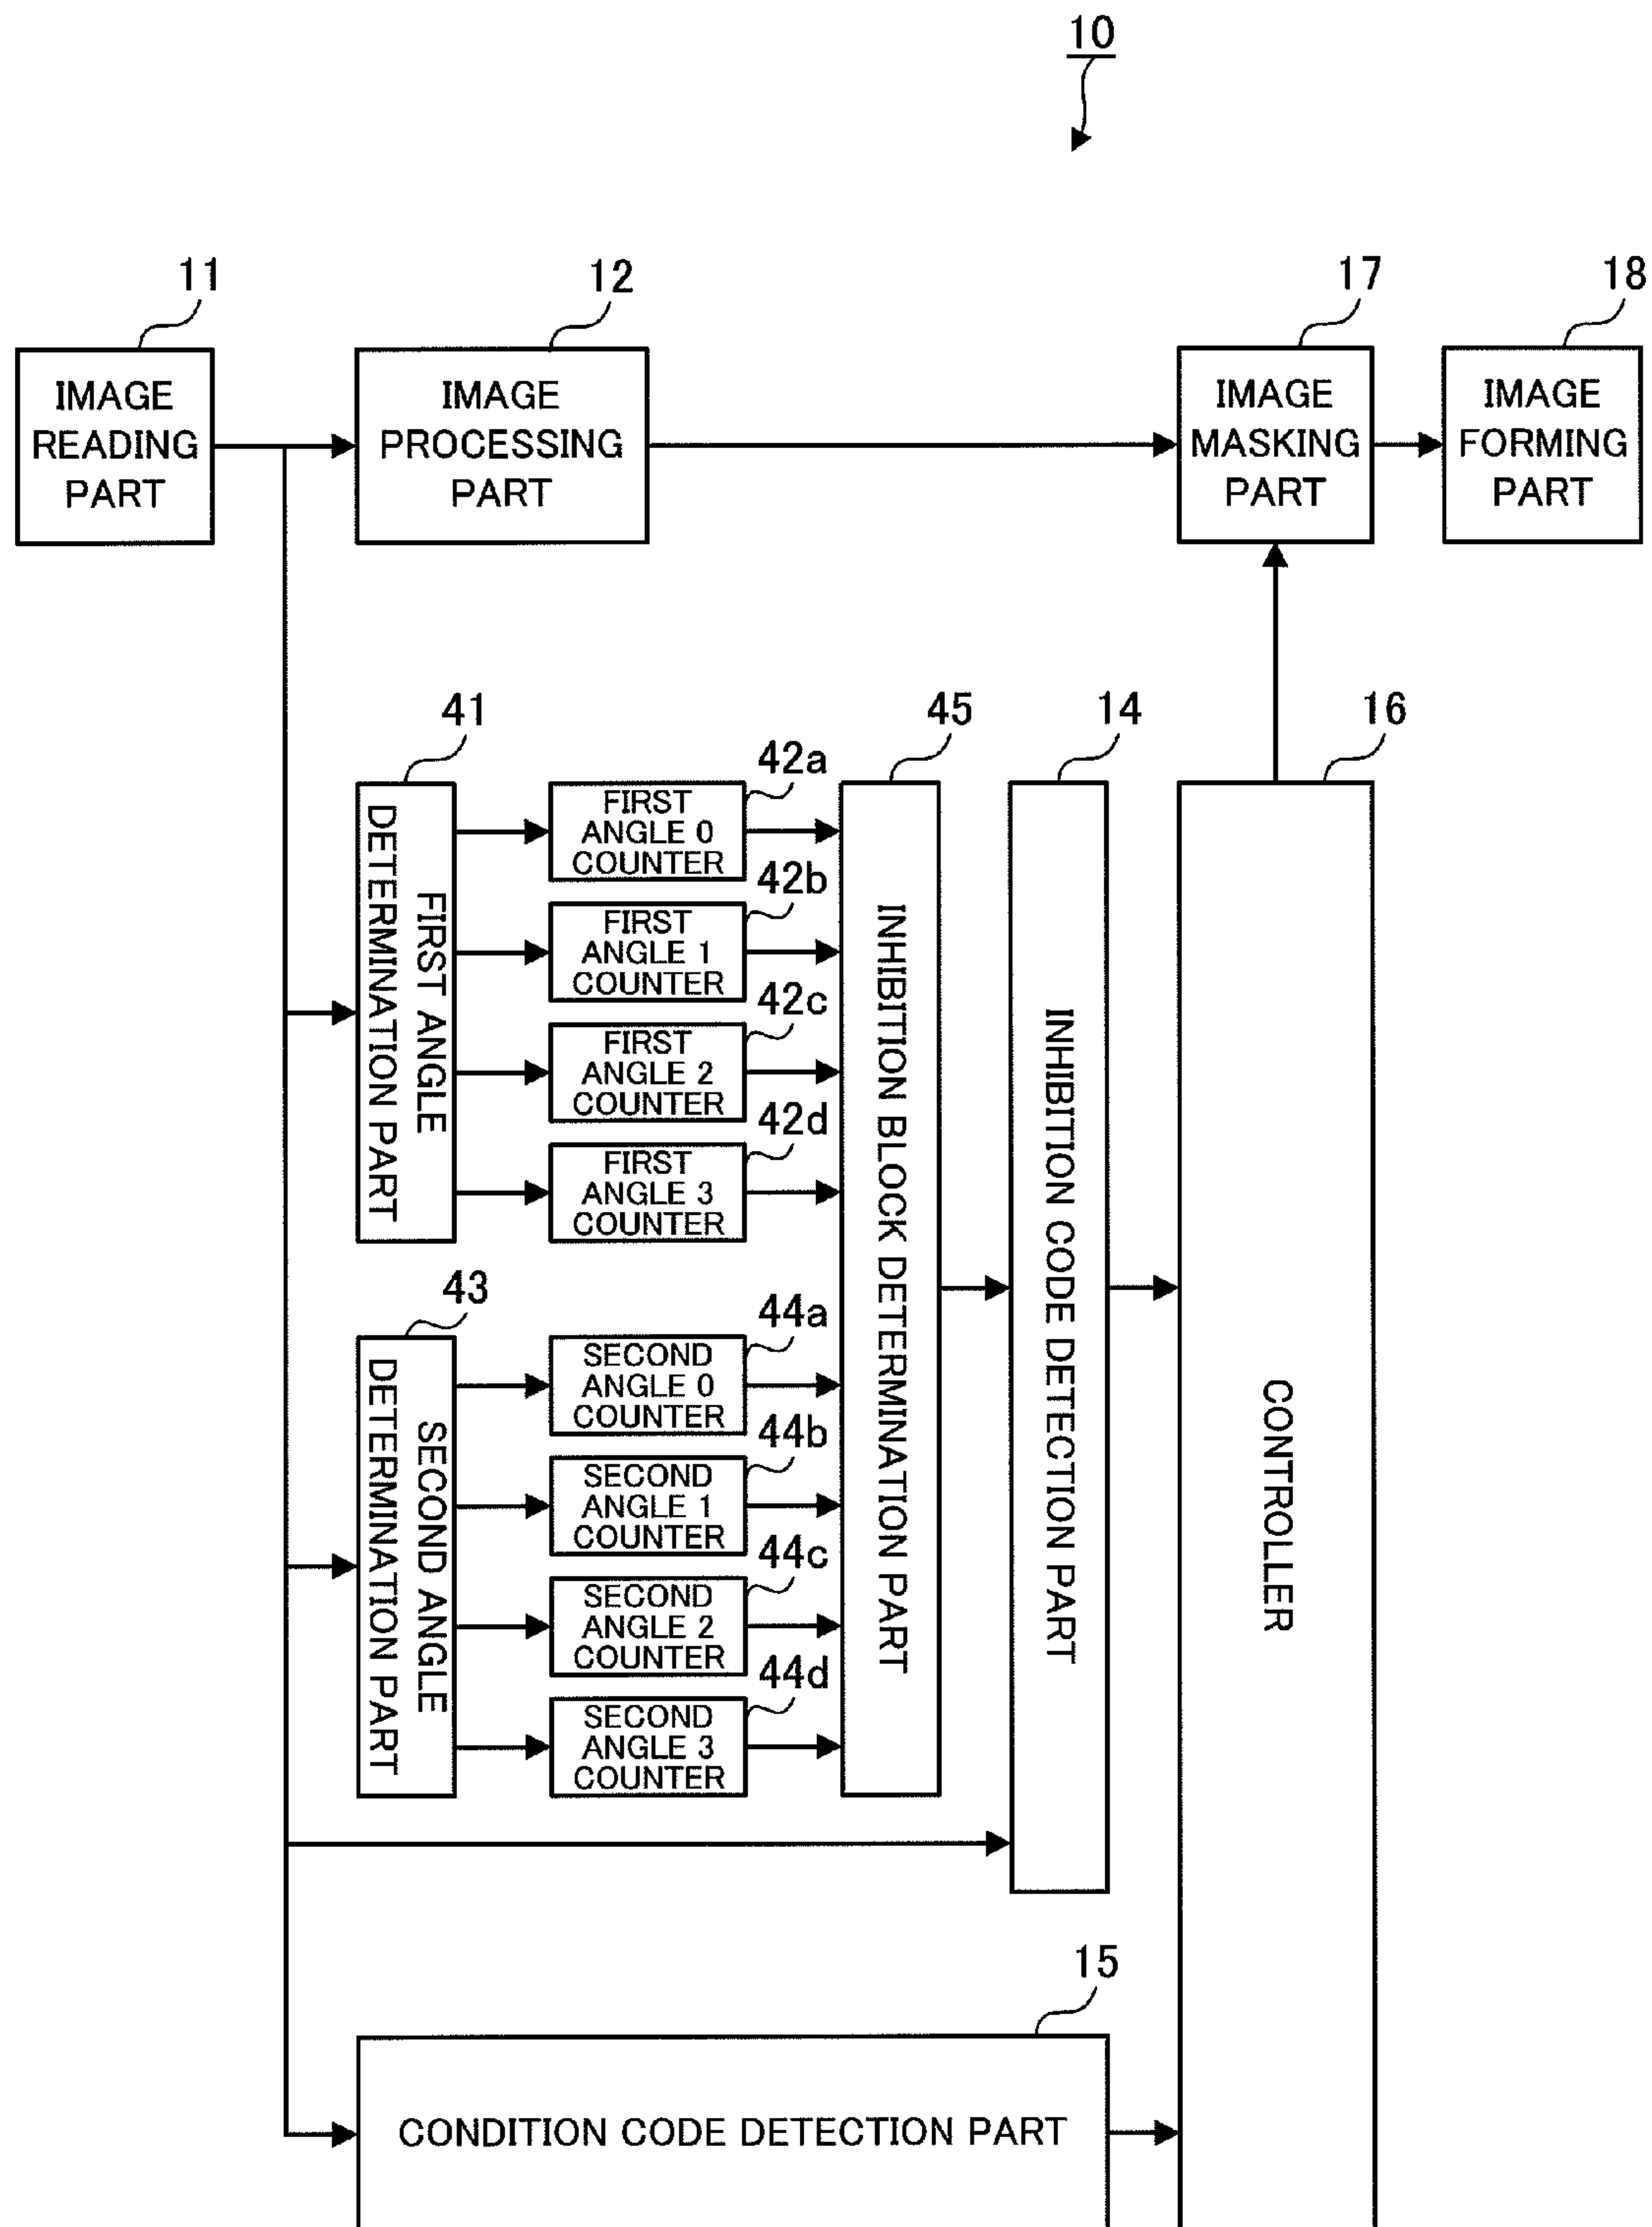 10
11
12
17
18
IMAGE
READING
PART
IMAGE
PROCESSING
PART
IMAGE
MASKING
PART
IMAGE
FORMING
PART
41
45
14
16
FIRST ANGLE
DETERMINATION PART
42a
FIRST
ANGLE 0
COUNTER
42b
FIRST
ANGLE 1
COUNTER
42c
FIRST
ANGLE 2
COUNTER
42d
FIRST
ANGLE 3
COUNTER
43
SECOND ANGLE
DETERMINATION PART
44a
SECOND
ANGLE 0
COUNTER
44b
SECOND
ANGLE 1
COUNTER
44c
SECOND
ANGLE 2
COUNTER
44d
SECOND
ANGLE 3
COUNTER
INHIBITION BLOCK DETERMINATION PART
INHIBITION CODE DETECTION PART
CONTROLLER
15
CONDITION CODE DETECTION PART